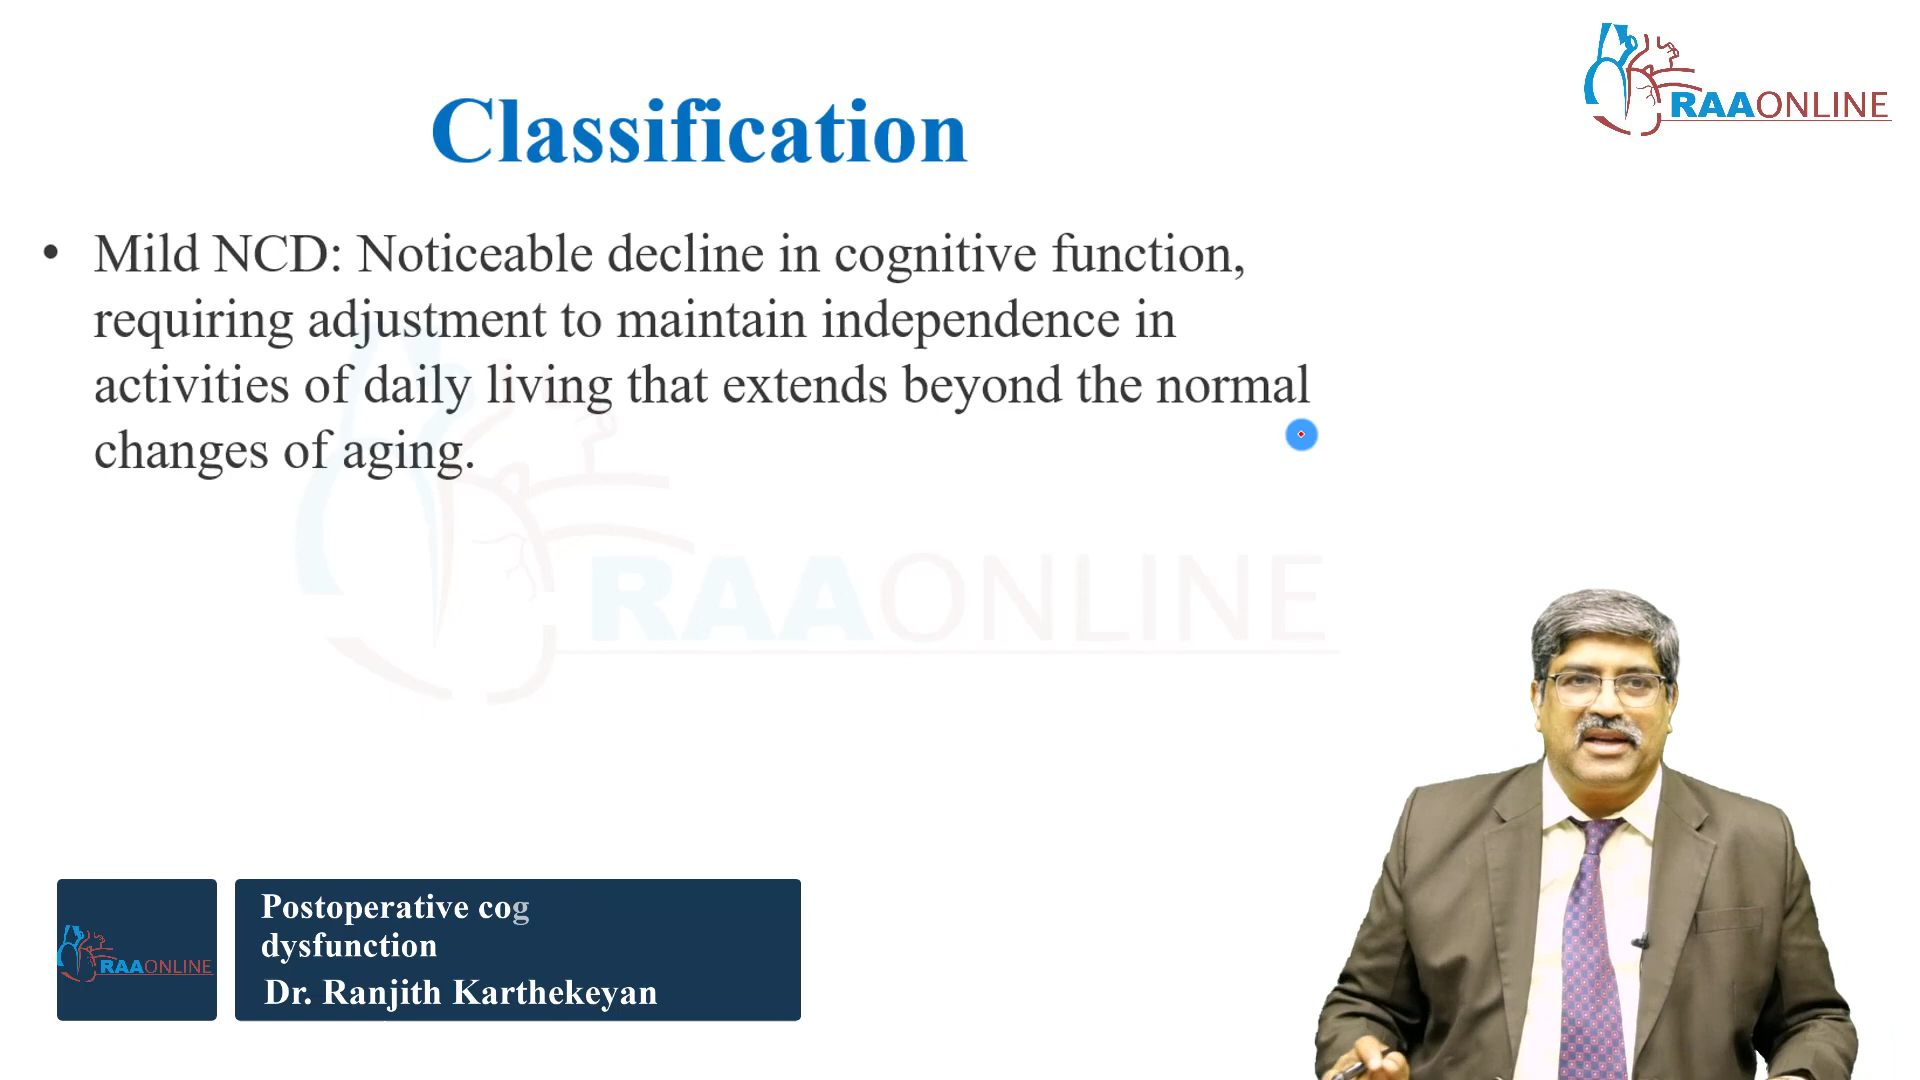 RAAONLINE
Classification
• Mild NCD: Noticeable decline in cognitive function,
requiring adjustment to maintain independence in
activities of daily living that extends beyond the normal
changes of aging.
RAAONLINE
Postoperative cog
dysfunction
RAAONLINE
Dr. Ranjith Karthekeyan